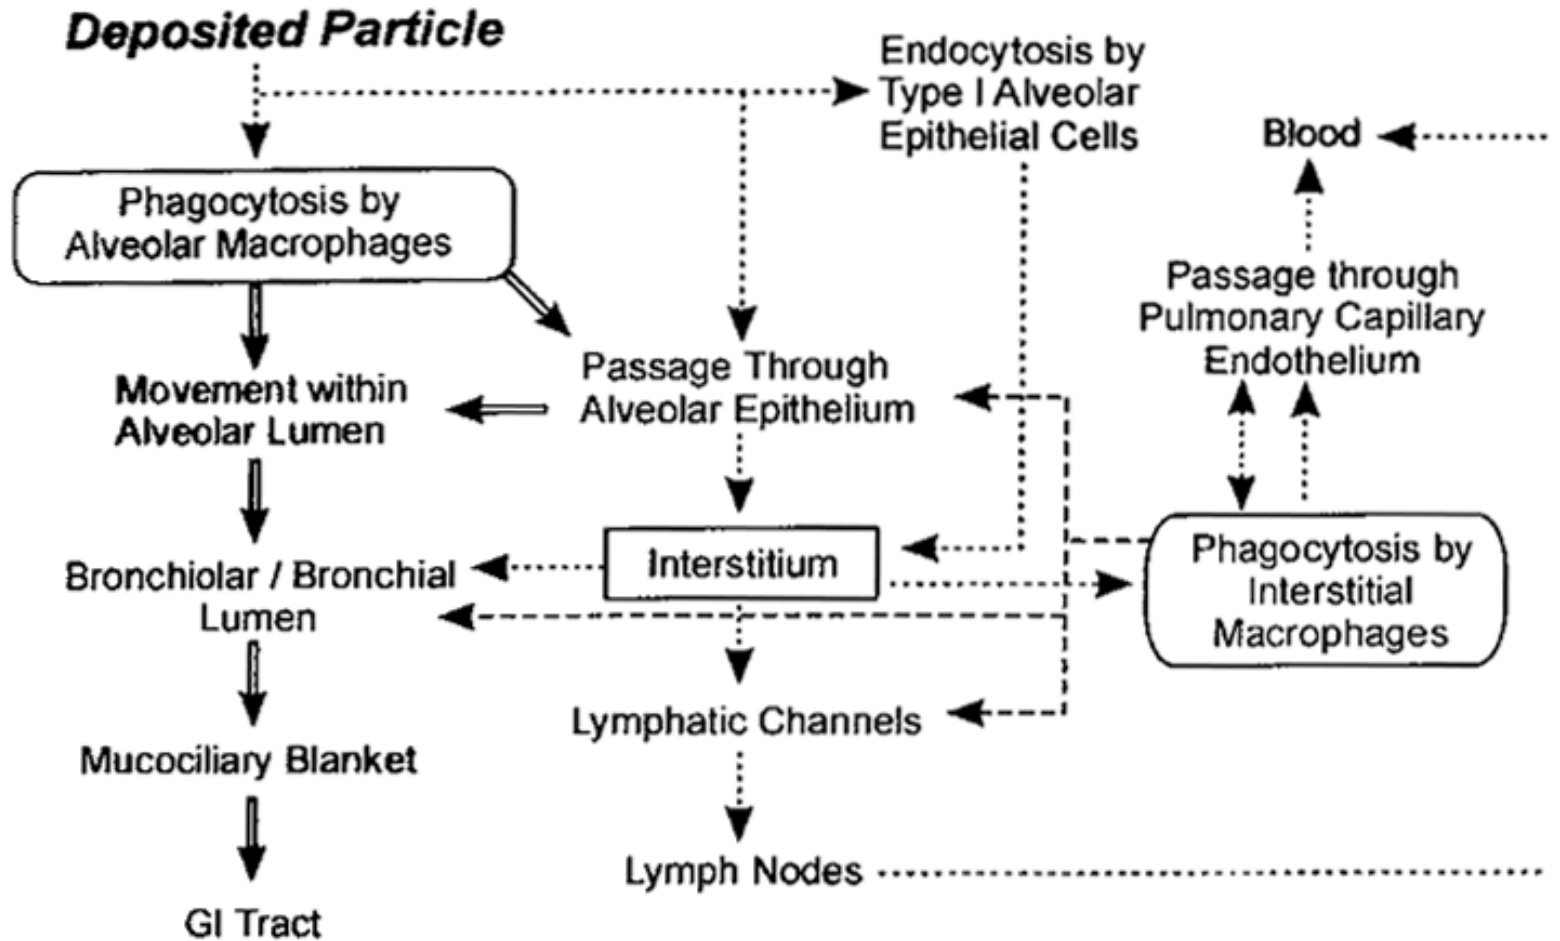 Deposited Particle
Endocytosis by
Type I Alveolar
Epithelial Cells
Blood
Phagocytosis by
Alveolar Macrophages
Passage through
Pulmonary Capillary
Endothelium
Movement within
Alveolar Lumen
Passage Through
Alveolar Epithelium
Bronchiolar / Bronchial
Lumen
Interstitium
Phagocytosis by
Interstitial
Macrophages
Lymphatic Channels
Mucociliary Blanket
Lymph Nodes
GI Tract